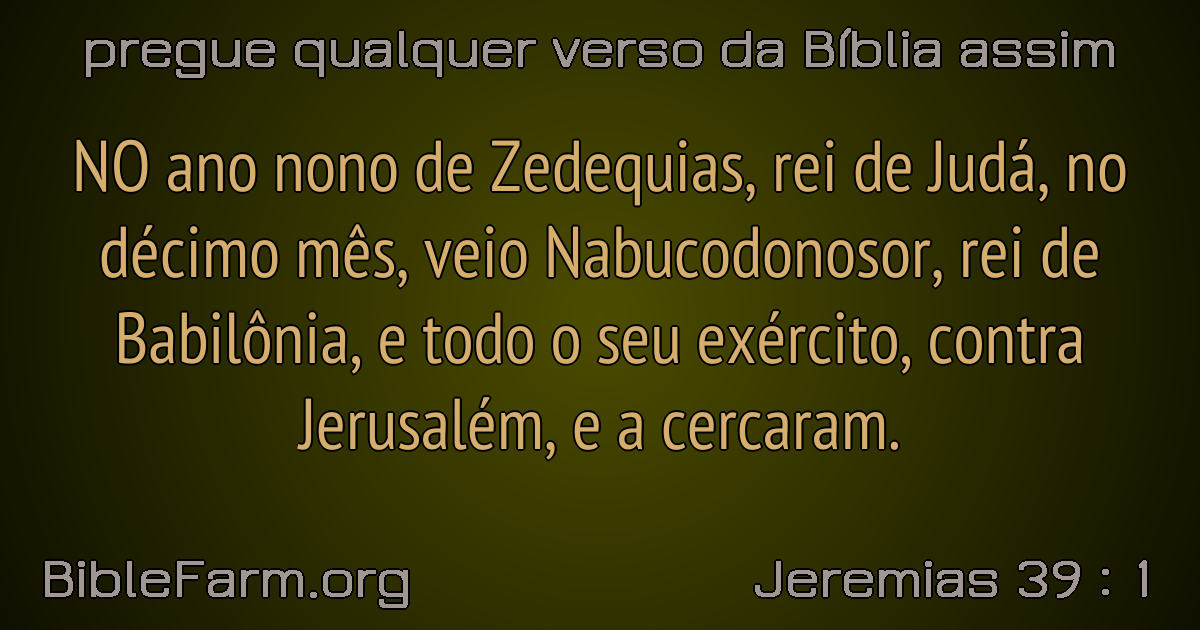 pregue qualquer verso da Bíblia assim
NO ano nono de Zedequias, rei de Judá, no
décimo mês, veio Nabucodonosor, rei de
Babilônia, e todo o seu exército, contra
Jerusalém, e a cercaram.
BibleFarm.org
Jeremias 39 : 1